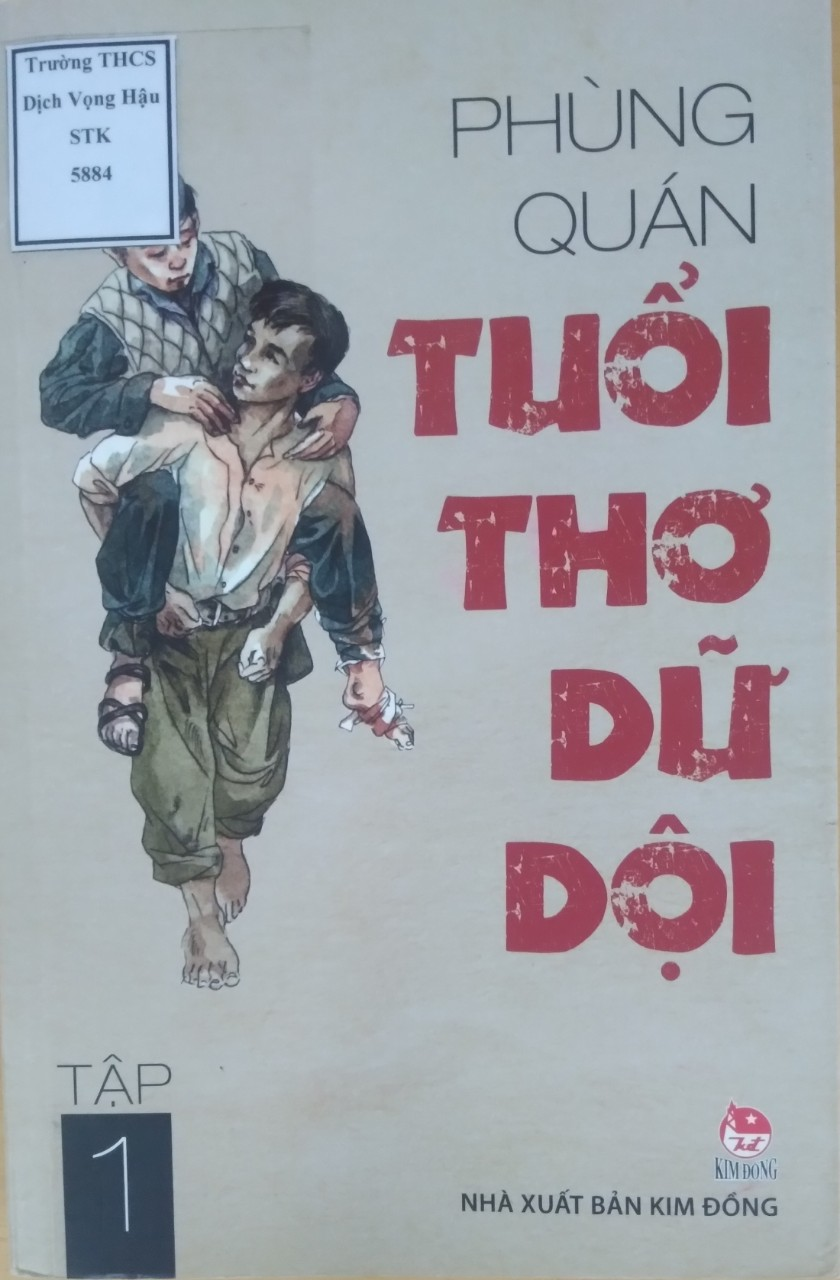 Trường THCS
Dịch Vọng Hậu
STK
5884
PHÙNG
QUÁN
TUỔI
THƠ
DỮ
DỘI
TẬP
1
Kđ
KIM ĐỒNG
NHÀ XUẤT BẢN KIM ĐỒNG